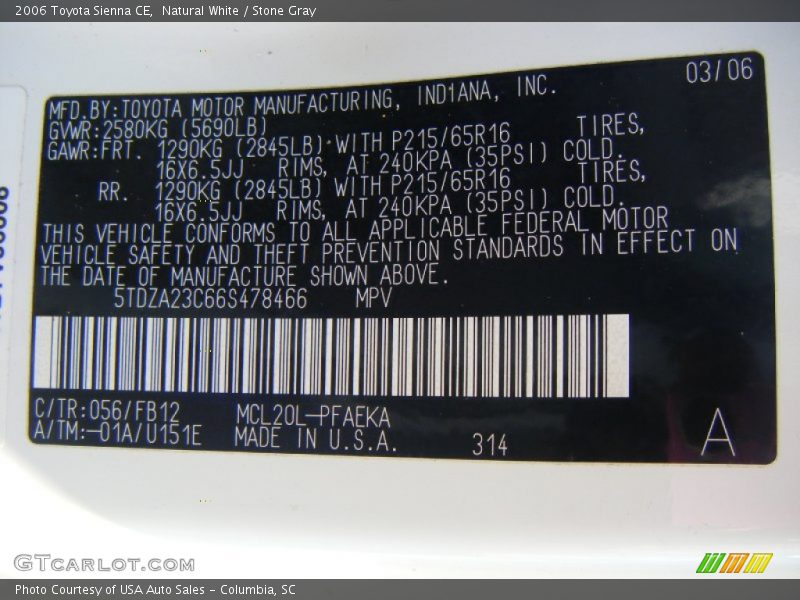 2006 Toyota Sienna CE,  Natural White / Stone Gray
03/06
MFD.BY:TOYOTA MOTOR MANUFACTURING, INDIANA, INC.
GVWR:2580KG (5690LB)
GAWR:FRT. 1290KG (2845LB) WITH P215/65R16 TIRES,
16X6.5JJ RIMS, AT 240KPA (35PSI) COLD.
RR. 1290KG (2845LB) WITH P215/65R16 TIRES,
16X6.5JJ RIMS, AT 240KPA (35PSI) COLD.
THIS VEHICLE CONFORMS TO ALL APPLICABLE FEDERAL MOTOR
VEHICLE SAFETY AND THEFT PREVENTION STANDARDS IN EFFECT ON
THE DATE OF MANUFACTURE SHOWN ABOVE.
5TDZA23C66S478466 MPV
C/TR:056/FB12 MCL20L-PFAEKA
A/TM:-01A/U151E MADE IN U.S.A. 314 A
GTCARLOT.COM
Photo Courtesy of USA Auto Sales - Columbia, SC